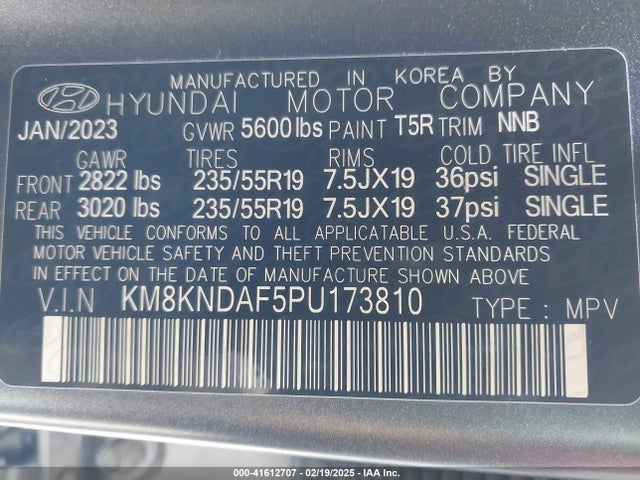 MANUFACTURED IN KOREA BY
HYUNDAI MOTOR COMPANY
JAN/2023 GVWR 5600lbs PAINT T5R TRIM NNB
GAWR TIRES RIMS COLD TIRE INFL
FRONT 2822 lbs 235/55R19 7.5JX19 36psi SINGLE
REAR 3020 lbs 235/55R19 7.5JX19 37psi SINGLE
THIS VEHICLE CONFORMS TO ALL APPLICATABLE U.S.A. FEDERAL
MOTOR VEHICLE SAFETY AND THEFT PREVENTION STANDARDS
IN EFFECT ON THE DATE OF MANUFACTURE SHOWN ABOVE
V.I.N KM8KNDAF5PU173810 TYPE : MPV
000-41612707 - 02/19/2025 - IAA Inc.